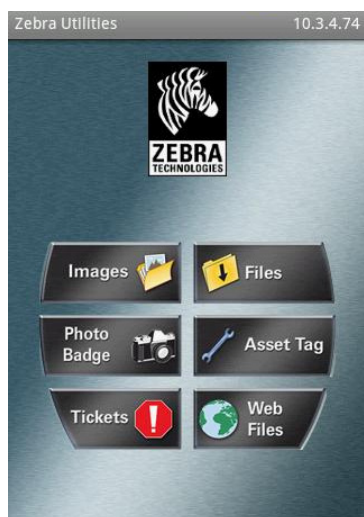 Zebra Utilities 10.3.4.74
ZEBRA
TECHNOLOGIES
Images
Files
Photo
Badge
Asset Tag
Tickets
Web
Files